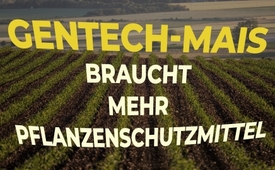 GENTECH-MAIS
BRAUCHT
MEHR
PFLANZENSCHUTZMITTEL